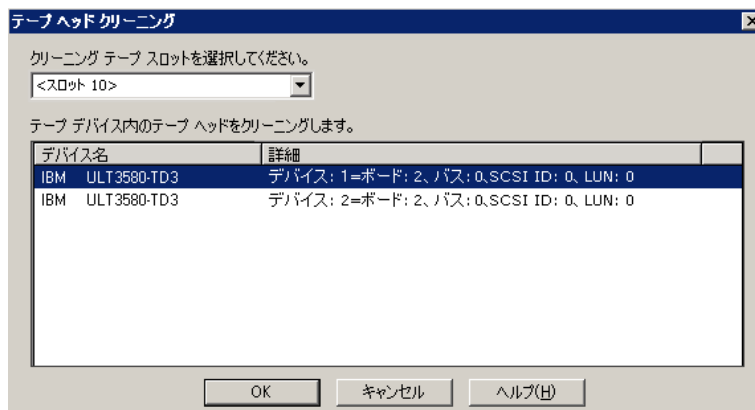 テープ ヘッド クリーニング
クリーニング テープ スロットを選択してください。
<スロット 10>
テープ デバイス内のテープ ヘッドをクリーニングします。
デバイス名 詳細
IBM ULT3580-TD3 デバイス: 1=ボード: 2、バス: 0、SCSI ID: 0、LUN: 0
IBM ULT3580-TD3 デバイス: 2=ボード: 2、バス: 0、SCSI ID: 0、LUN: 0
OK キャンセル ヘルプ(H)